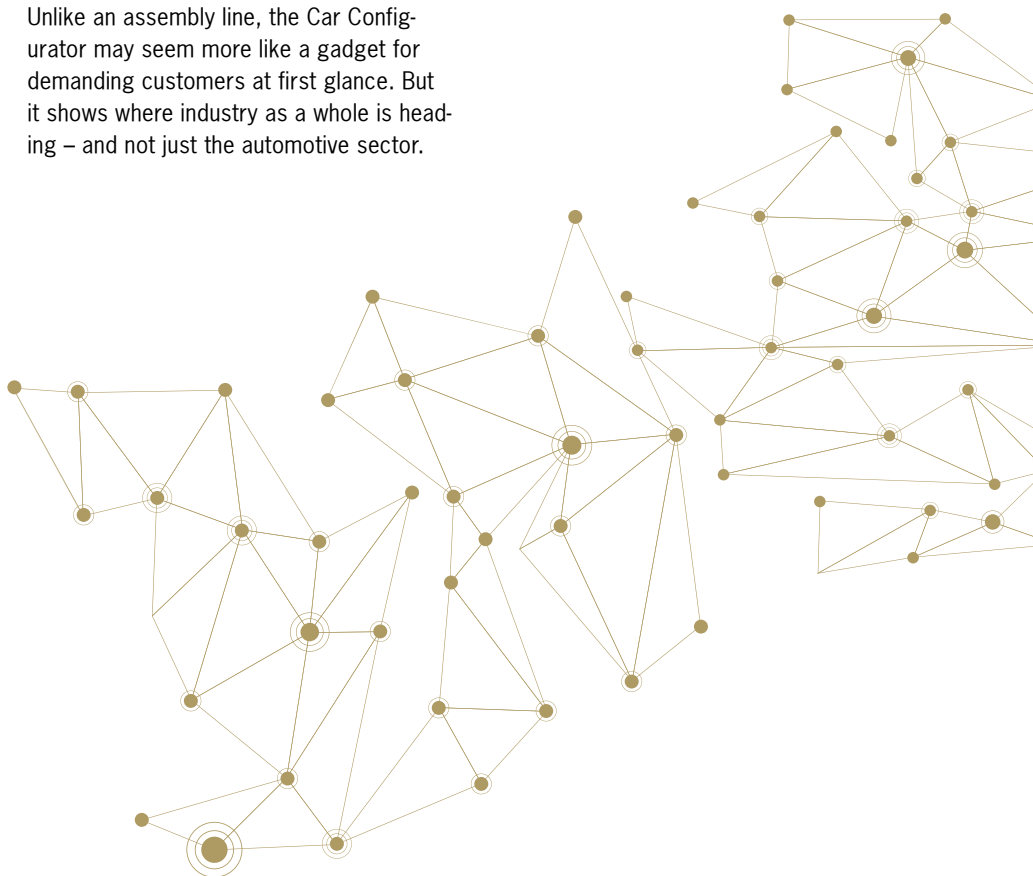 Unlike an assembly line, the Car Config-
urator may seem more like a gadget for
demanding customers at first glance. But
it shows where industry as a whole is head-
ing – and not just the automotive sector.